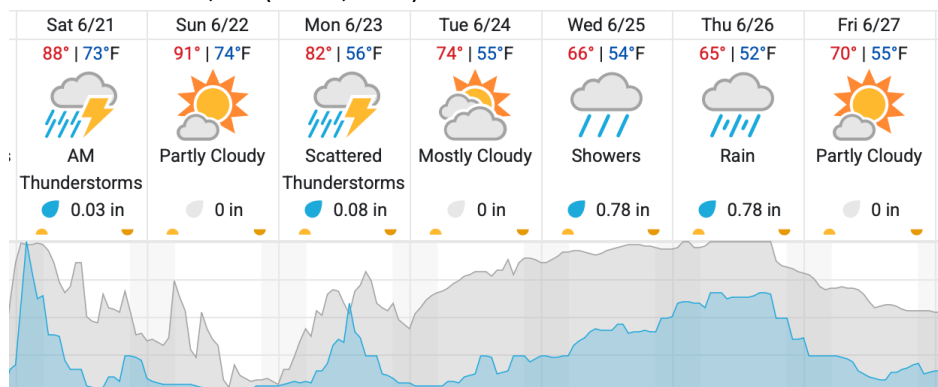 Sat 6/21
Sun 6/22
Mon 6/23
Tue 6/24
Wed 6/25
Thu 6/26
Fri 6/27
88° | 73°F
91° | 74°F
82° | 56°F
74° | 55°F
66° | 54°F
65° | 52°F
70° | 55°F
AM Thunderstorms
Partly Cloudy
Scattered Thunderstorms
Mostly Cloudy
Showers
Rain
Partly Cloudy
0.03 in
0 in
0.08 in
0 in
0.78 in
0.78 in
0 in